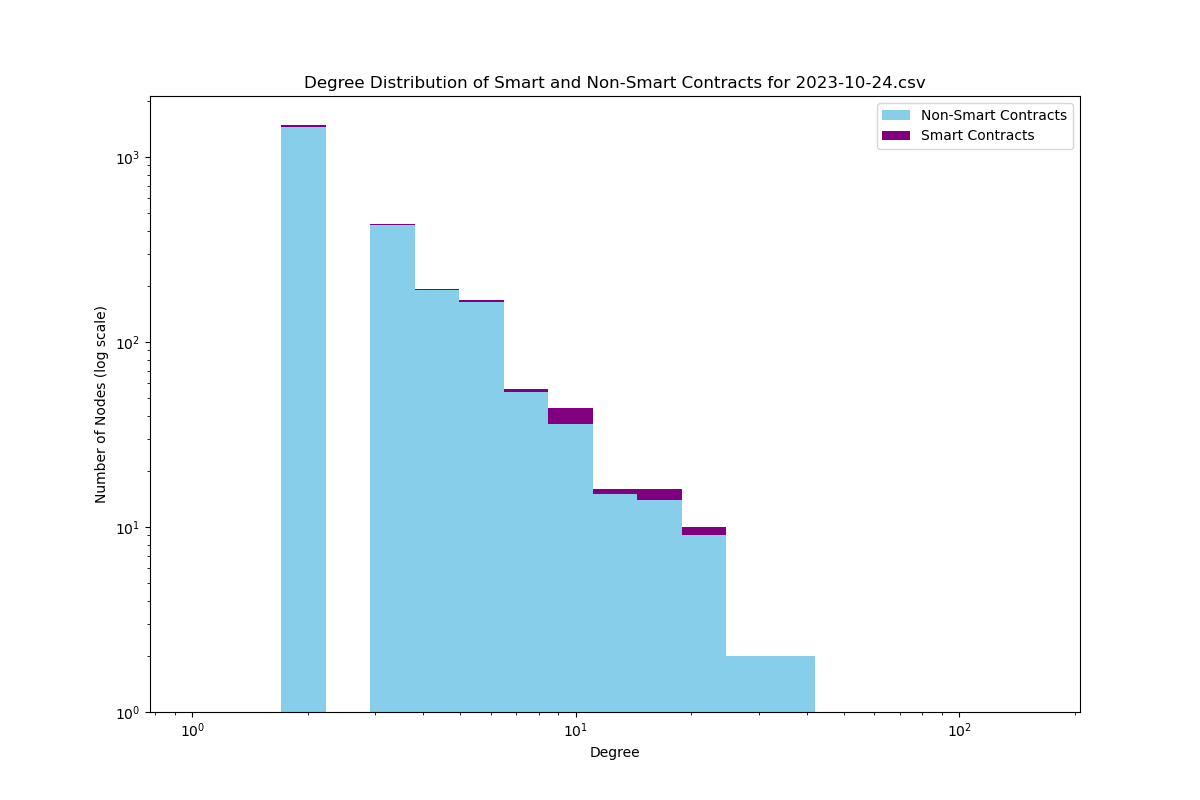 Degree Distribution of Smart and Non-Smart Contracts for 2023-10-24.csv
Non-Smart Contracts
Smart Contracts
Number of Nodes (log scale)
10³
10²
10¹
10⁰
10⁰ 10¹ 10²
Degree